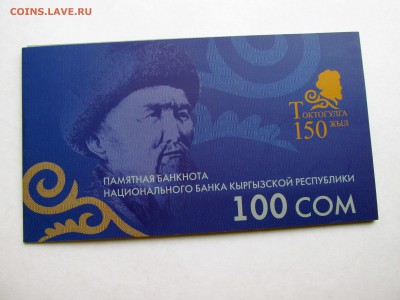 COINS.LAVE.RU
ТОКТОГУЛГА
150 ЖЫЛ
ПАМЯТНАЯ БАНКНОТА
НАЦИОНАЛЬНОГО БАНКА КЫРГЫЗСКОЙ РЕСПУБЛИКИ
100 СОМ